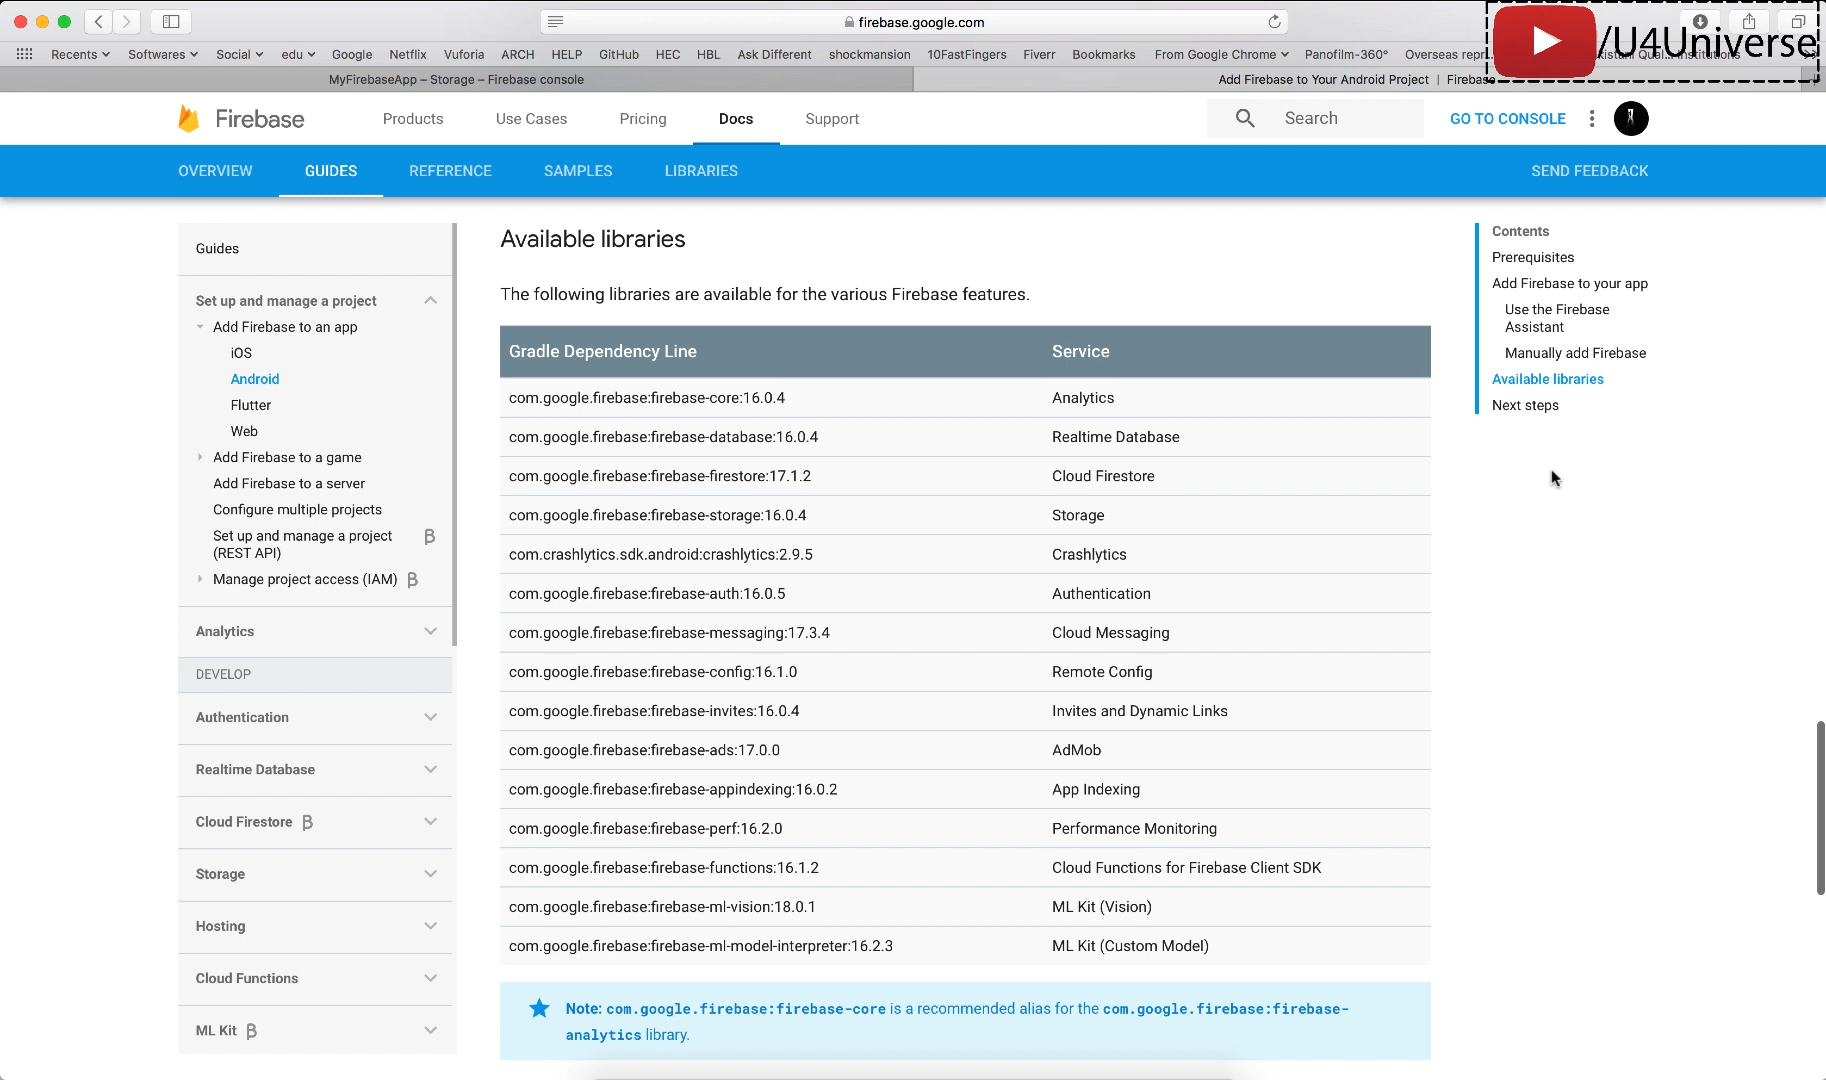 firebase.google.com
Recents Softwares Social edu Google Netflix Vuforia ARCH HELP GitHub HEC HBL Ask Different shockmansion 10FastFingers Fiverr Bookmarks From Google Chrome Panofilm-360° Overseas repr...
/U4Universe
MyFirebaseApp – Storage – Firebase console
Add Firebase to Your Android Project | Firebase
Firebase Products Use Cases Pricing Docs Support Search GO TO CONSOLE
OVERVIEW GUIDES REFERENCE SAMPLES LIBRARIES SEND FEEDBACK
Guides
Set up and manage a project
Add Firebase to an app
iOS
Android
Flutter
Web
Add Firebase to a game
Add Firebase to a server
Configure multiple projects
Set up and manage a project
(REST API) β
Manage project access (IAM) β
Analytics
DEVELOP
Authentication
Realtime Database
Cloud Firestore β
Storage
Hosting
Cloud Functions
ML Kit β
Available libraries
The following libraries are available for the various Firebase features.
Gradle Dependency Line Service
com.google.firebase:firebase-core:16.0.4 Analytics
com.google.firebase:firebase-database:16.0.4 Realtime Database
com.google.firebase:firebase-firestore:17.1.2 Cloud Firestore
com.google.firebase:firebase-storage:16.0.4 Storage
com.crashlytics.sdk.android:crashlytics:2.9.5 Crashlytics
com.google.firebase:firebase-auth:16.0.5 Authentication
com.google.firebase:firebase-messaging:17.3.4 Cloud Messaging
com.google.firebase:firebase-config:16.1.0 Remote Config
com.google.firebase:firebase-invites:16.0.4 Invites and Dynamic Links
com.google.firebase:firebase-ads:17.0.0 AdMob
com.google.firebase:firebase-appindexing:16.0.2 App Indexing
com.google.firebase:firebase-perf:16.2.0 Performance Monitoring
com.google.firebase:firebase-functions:16.1.2 Cloud Functions for Firebase Client SDK
com.google.firebase:firebase-ml-vision:18.0.1 ML Kit (Vision)
com.google.firebase:firebase-ml-model-interpreter:16.2.3 ML Kit (Custom Model)
Note: com.google.firebase:firebase-core is a recommended alias for the com.google.firebase:firebase-
analytics library.
Contents
Prerequisites
Add Firebase to your app
Use the Firebase
Assistant
Manually add Firebase
Available libraries
Next steps